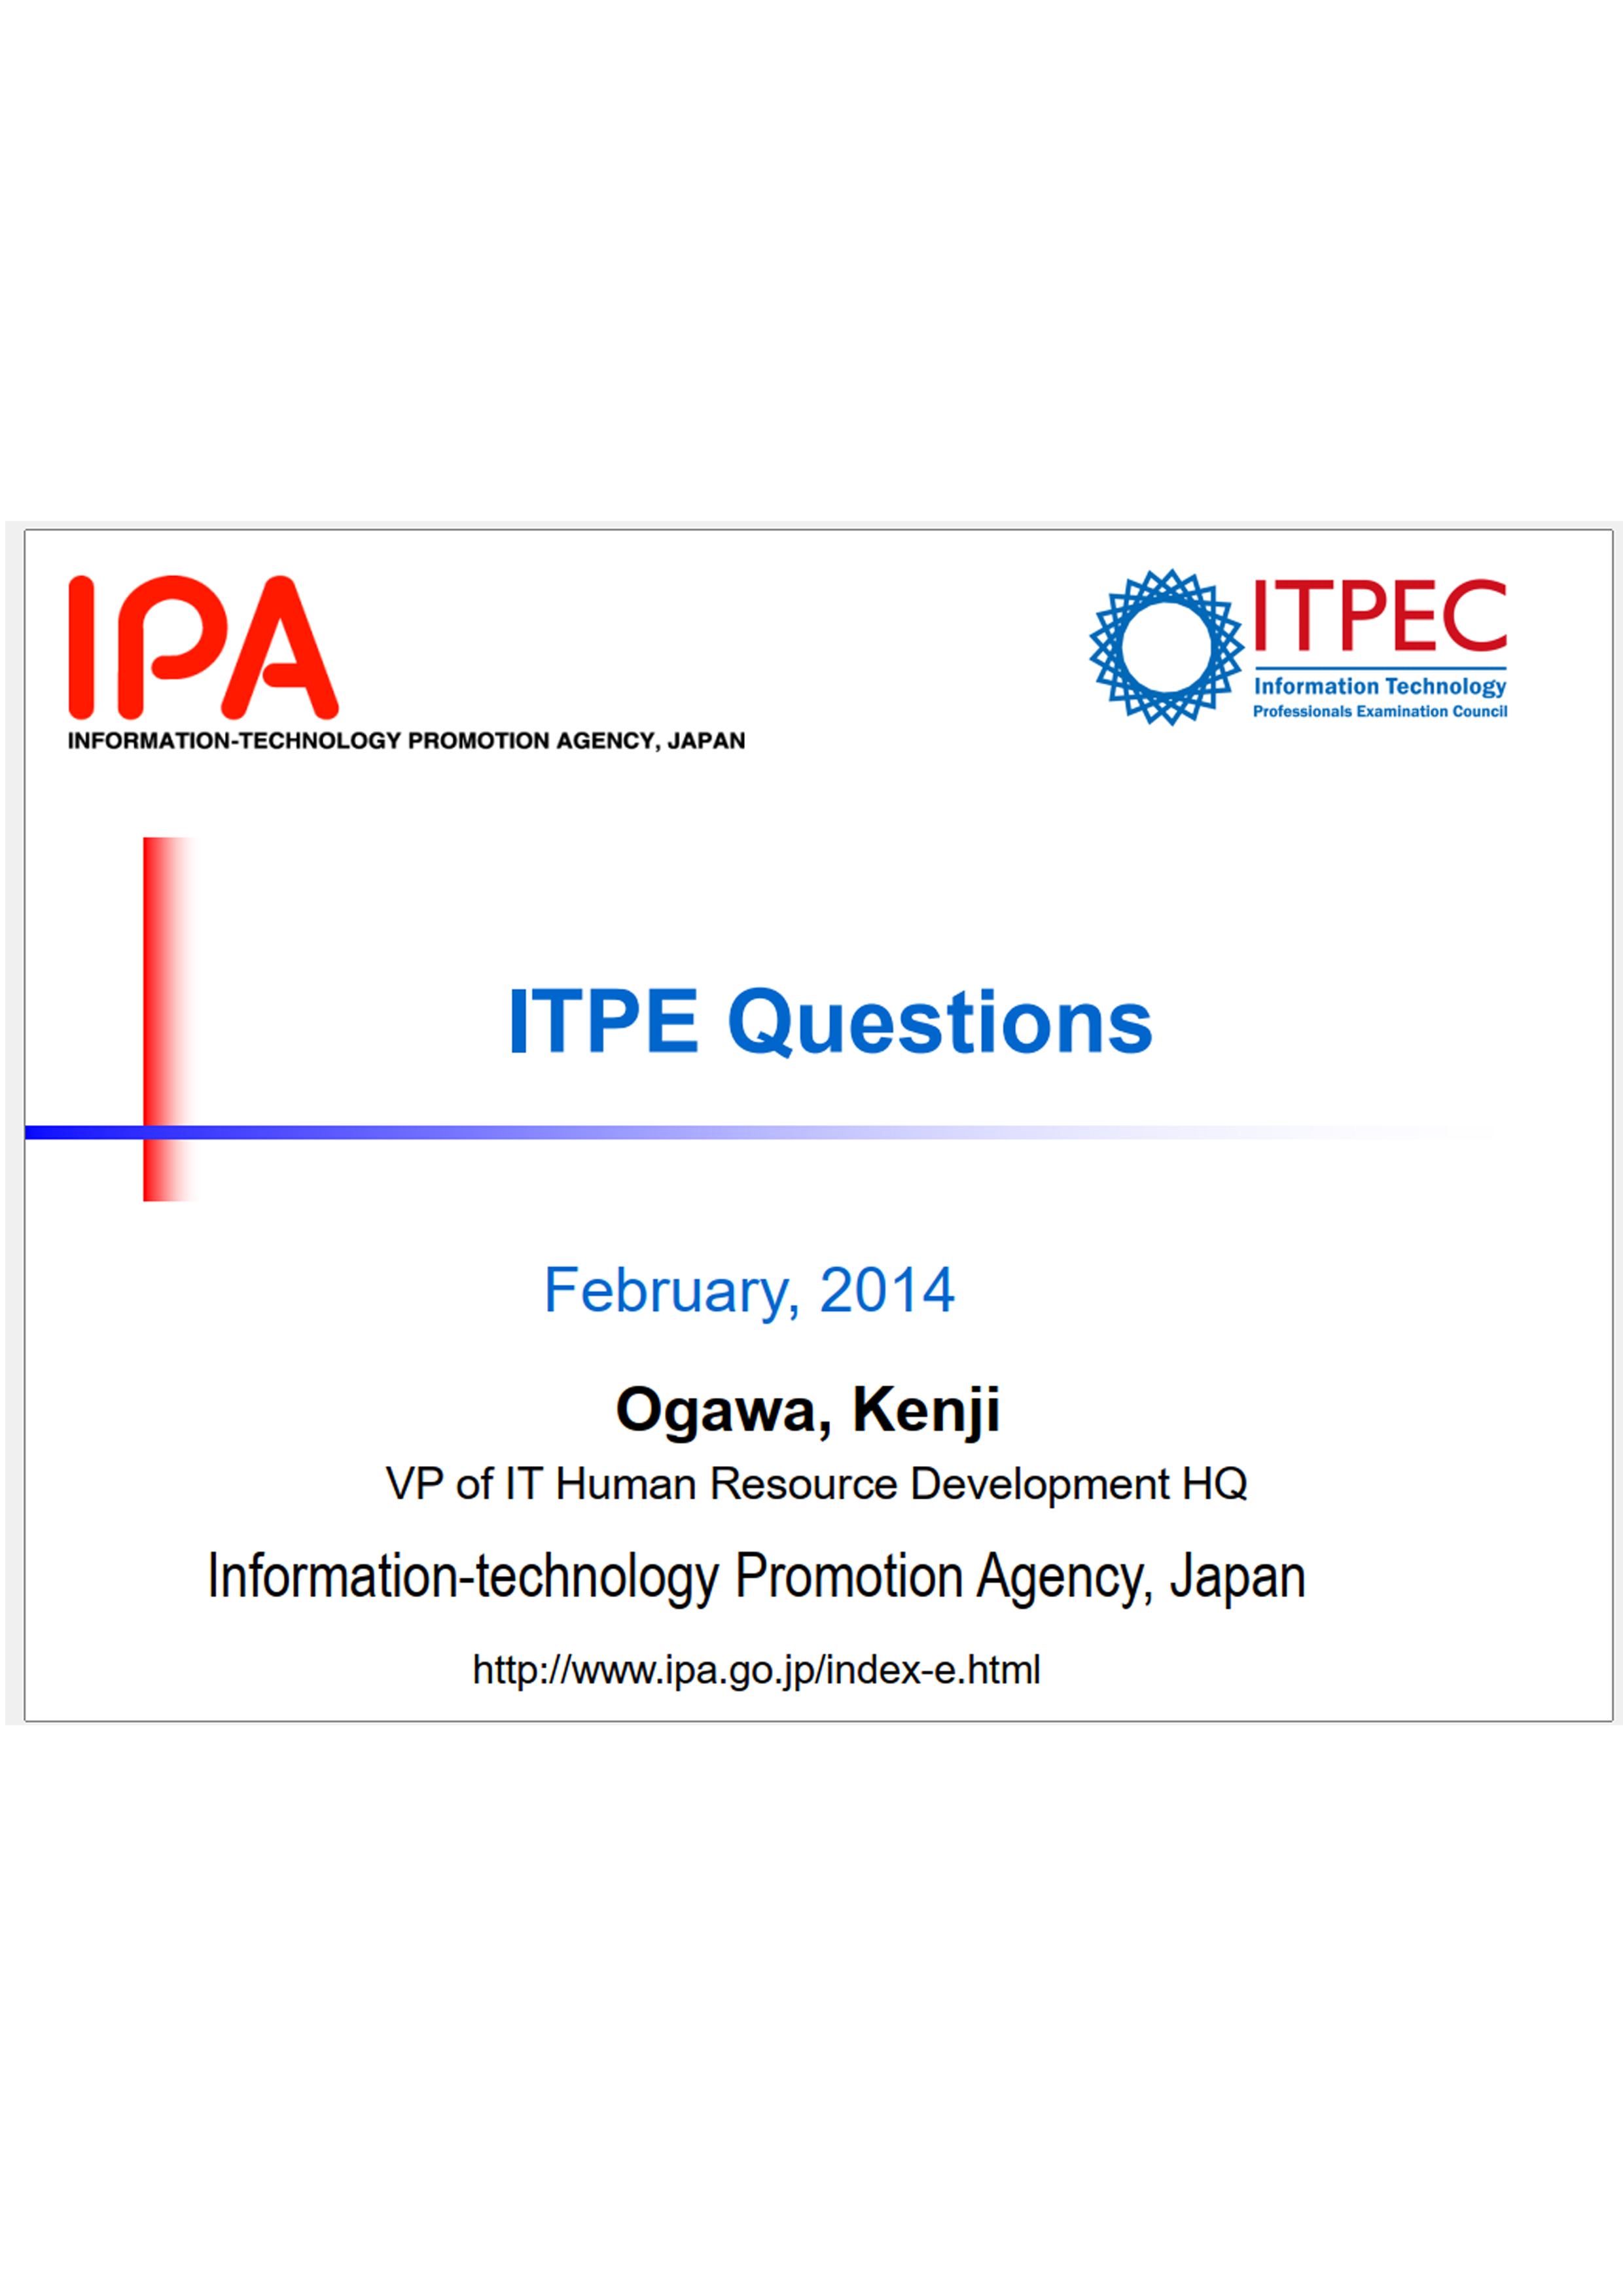 IPA
INFORMATION-TECHNOLOGY PROMOTION AGENCY, JAPAN
ITPEC
Information Technology
Professionals Examination Council
ITPE Questions
February, 2014
Ogawa, Kenji
VP of IT Human Resource Development HQ
Information-technology Promotion Agency, Japan
http://www.ipa.go.jp/index-e.html